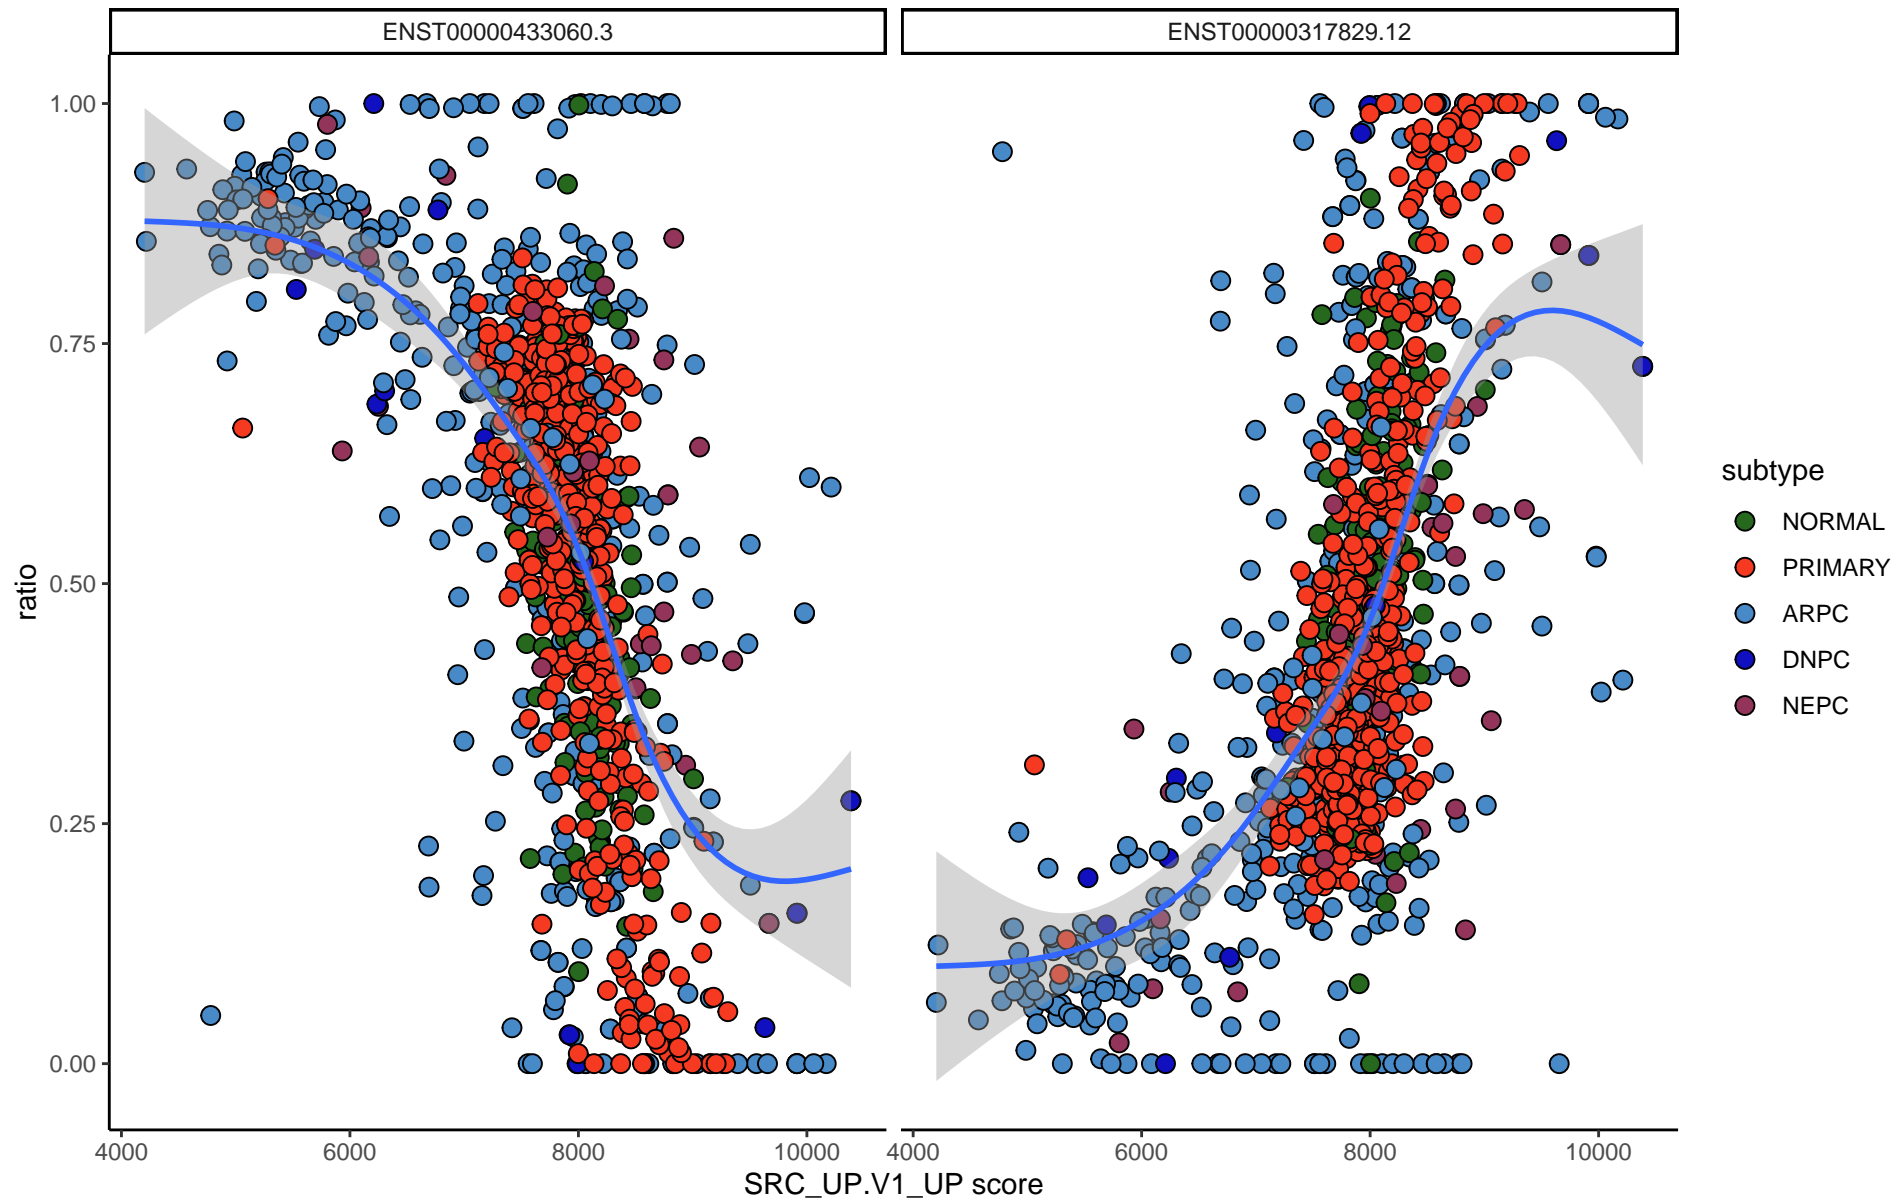 ENST00000433060.3
ENST00000317829.12
1.00
0.75
0.50
0.25
0.00
ratio
4000
6000
8000
10000
4000
6000
8000
10000
SRC_UP.V1_UP score
subtype
NORMAL
PRIMARY
ARPC
DNPC
NEPC